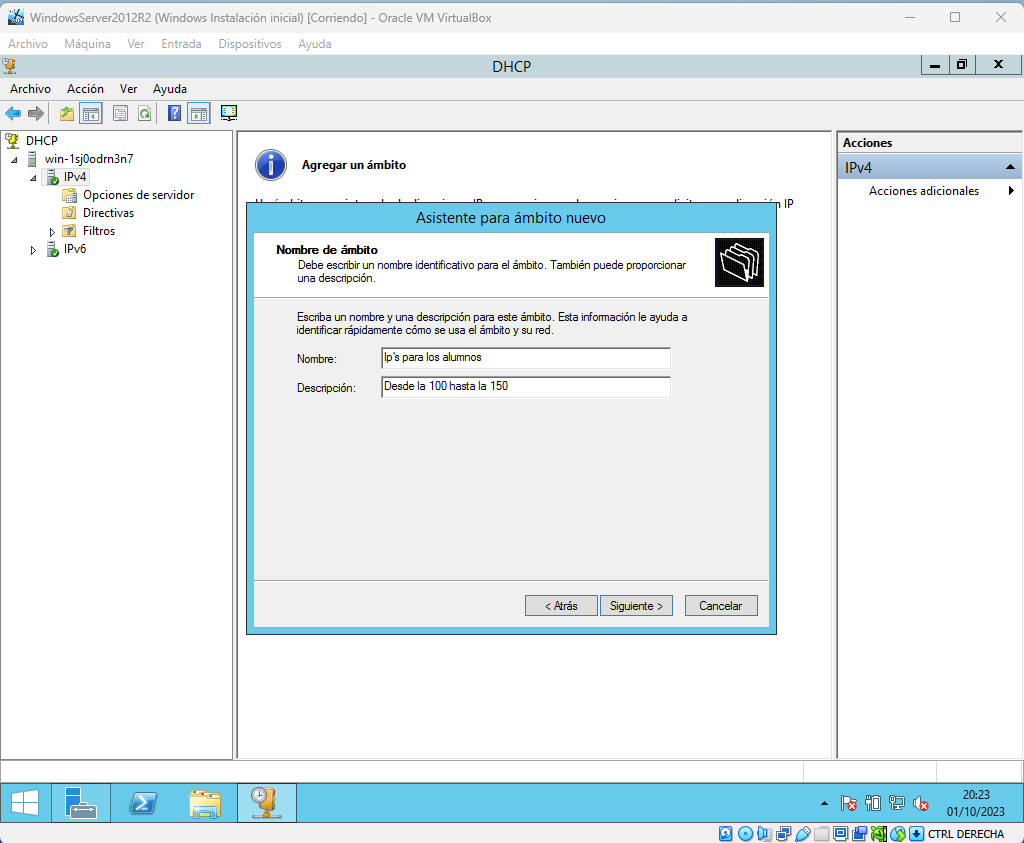 WindowsServer2012R2 (Windows Instalación inicial) [Corriendo] - Oracle VM VirtualBox
Archivo Máquina Ver Entrada Dispositivos Ayuda
DHCP
Archivo Acción Ver Ayuda
DHCP
win-1sj0odrn3n7
IPv4
Opciones de servidor
Directivas
Filtros
IPv6
Agregar un ámbito
n IP
Asistente para ámbito nuevo
Nombre de ámbito
Debe escribir un nombre identificativo para el ámbito. También puede proporcionar
una descripción.
Escriba un nombre y una descripción para este ámbito. Esta información le ayuda a
identificar rápidamente cómo se usa el ámbito y su red.
Nombre: Ip's para los alumnos
Descripción: Desde la 100 hasta la 150
< Atrás Siguiente > Cancelar
Acciones
IPv4
Acciones adicionales
20:23
01/10/2023
CTRL DERECHA